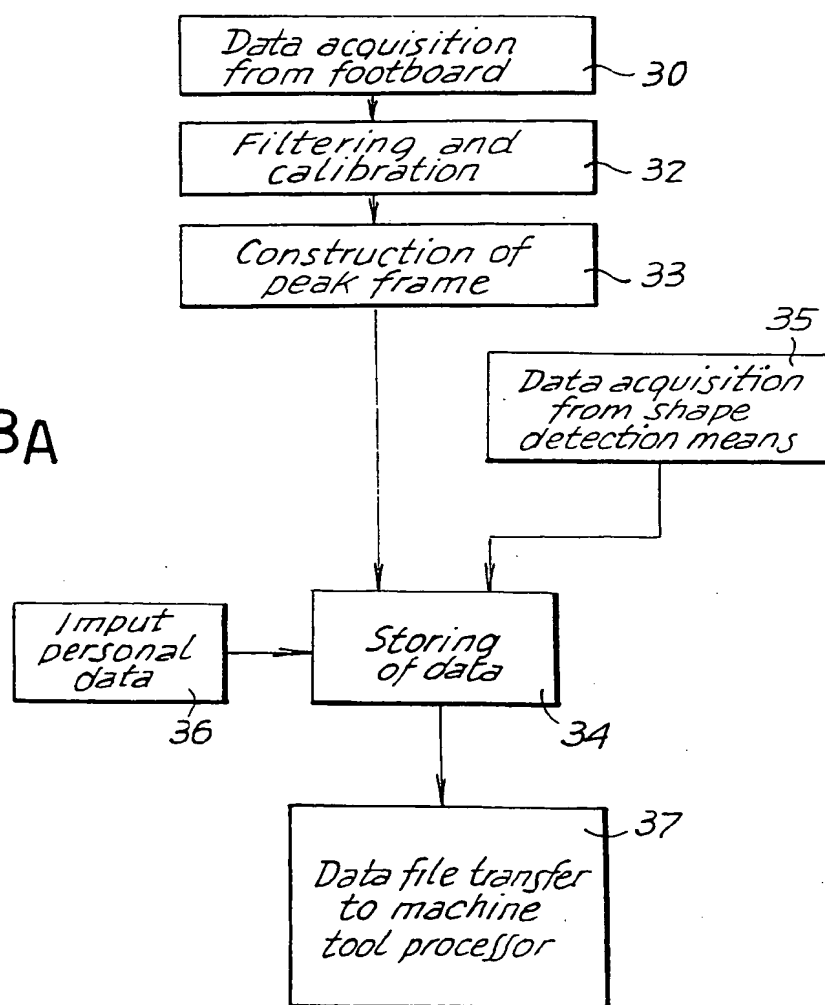 Data acquisition
from footboard
30
Filtering and
calibration
32
Construction of
peak frame
33
35
Data acquisition
from shape
detection means
3A
Imput
personal
data
36
Storing
of data
34
37
Data file transfer
to machine
tool processor